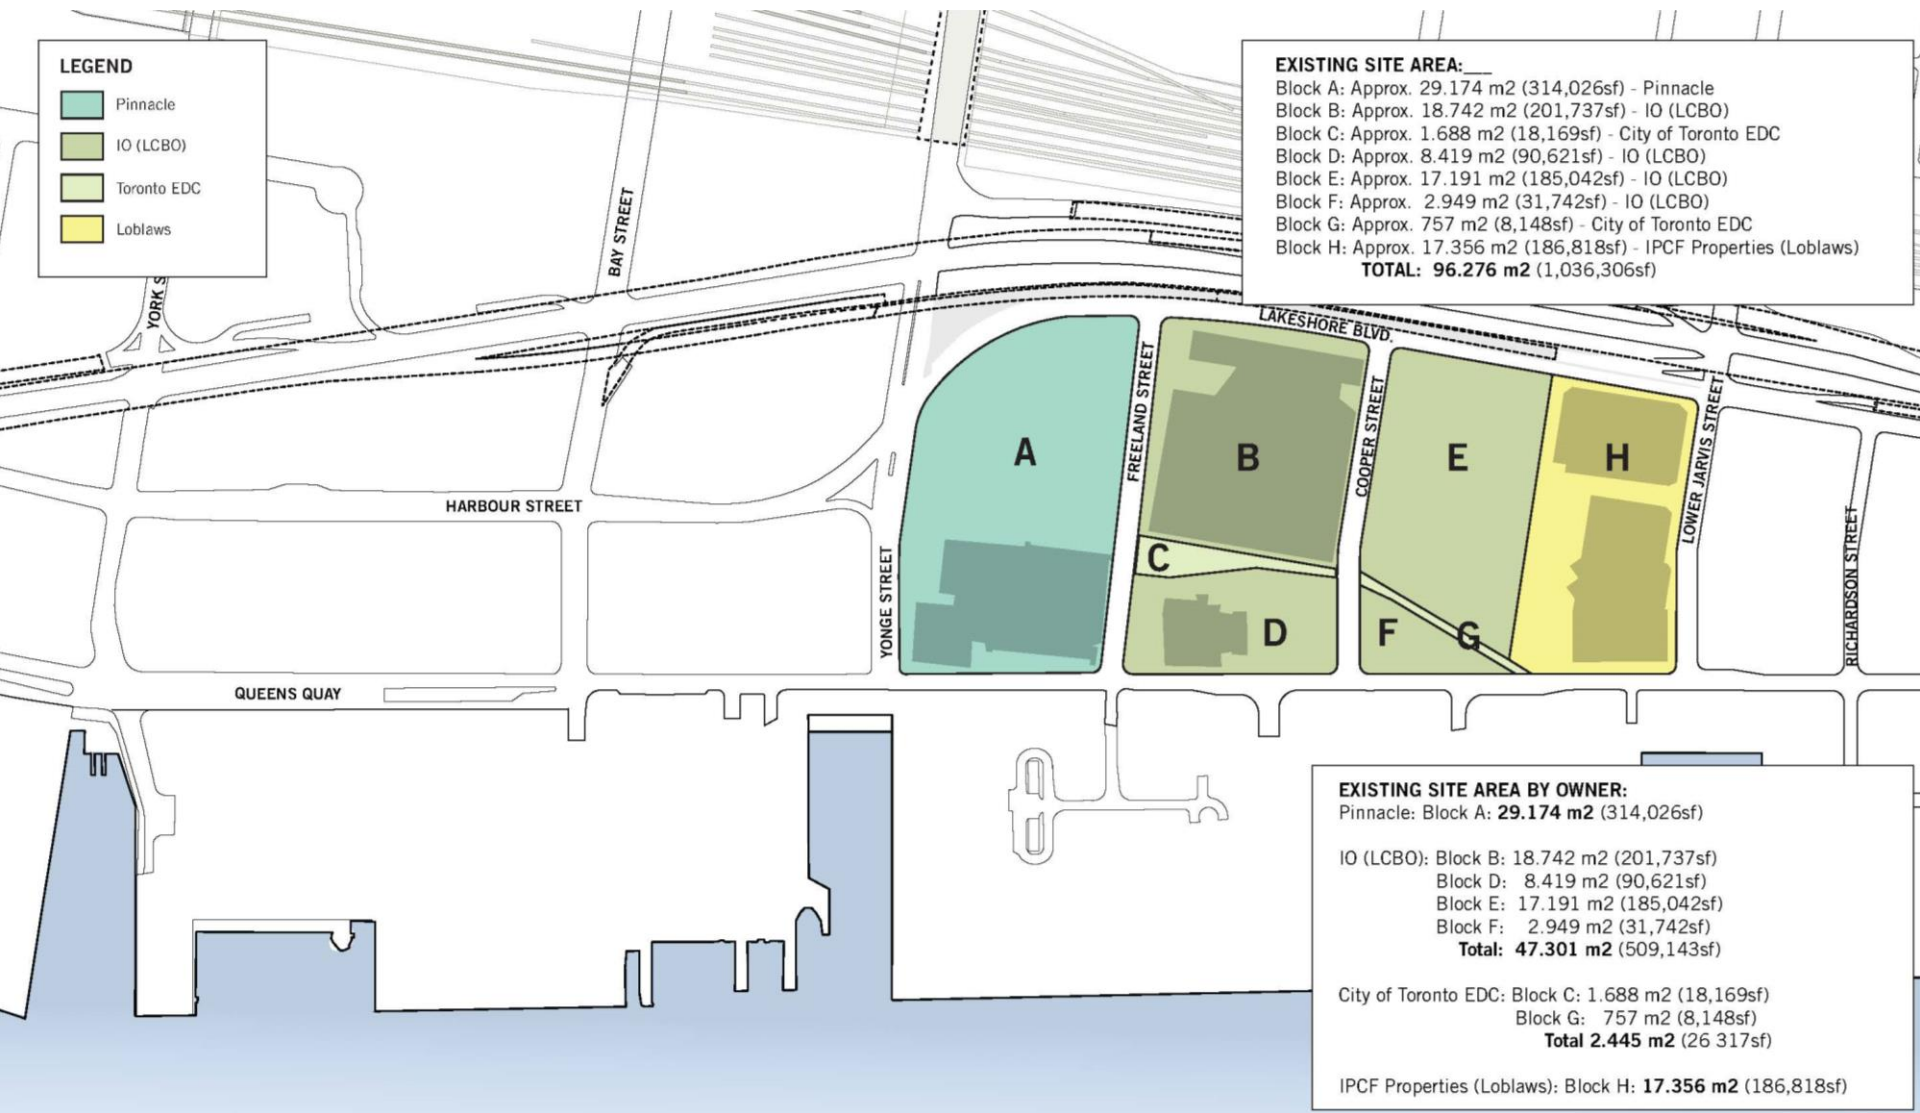 LEGEND
Pinnacle
IO (LCBO)
Toronto EDC
Loblaws
EXISTING SITE AREA:___
Block A: Approx. 29.174 m2 (314,026sf) - Pinnacle
Block B: Approx. 18.742 m2 (201,737sf) - IO (LCBO)
Block C: Approx. 1.688 m2 (18,169sf) - City of Toronto EDC
Block D: Approx. 8.419 m2 (90,621sf) - IO (LCBO)
Block E: Approx. 17.191 m2 (185,042sf) - IO (LCBO)
Block F: Approx. 2.949 m2 (31,742sf) - IO (LCBO)
Block G: Approx. 757 m2 (8,148sf) - City of Toronto EDC
Block H: Approx. 17.356 m2 (186,818sf) - IPCF Properties (Loblaws)
TOTAL: 96.276 m2 (1,036,306sf)
YORK S
BAY STREET
LAKESHORE BLVD.
HARBOUR STREET
YONGE STREET
FREELAND STREET
COOPER STREET
LOWER JARVIS STREET
RICHARDSON STREET
A
B
E
H
C
D
F
G
QUEENS QUAY
EXISTING SITE AREA BY OWNER:
Pinnacle: Block A: 29.174 m2 (314,026sf)
IO (LCBO): Block B: 18.742 m2 (201,737sf)
Block D: 8.419 m2 (90,621sf)
Block E: 17.191 m2 (185,042sf)
Block F: 2.949 m2 (31,742sf)
Total: 47.301 m2 (509,143sf)
City of Toronto EDC: Block C: 1.688 m2 (18,169sf)
Block G: 757 m2 (8,148sf)
Total 2.445 m2 (26 317sf)
IPCF Properties (Loblaws): Block H: 17.356 m2 (186,818sf)